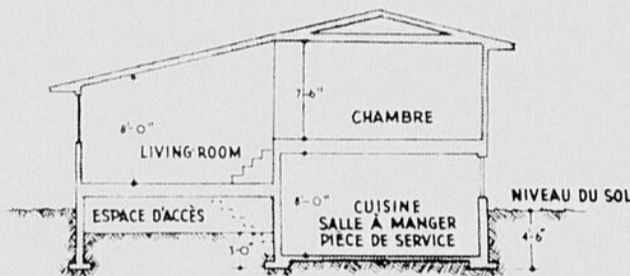 7'-6"
CHAMBRE
8'-0"
LIVING-ROOM
NIVEAU DU SOL
ESPACE D'ACCÈS
8'-0"
CUISINE
SALLE À MANGER
PIÈCE DE SERVICE
4'-6"
3'-0"